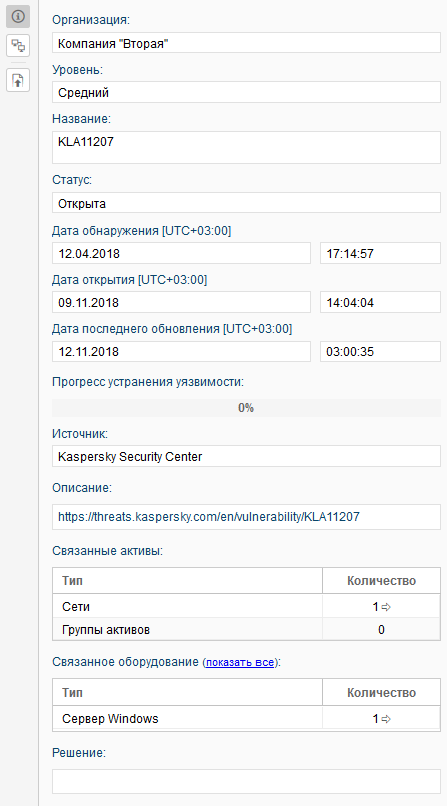 Организация:
Компания "Вторая"
Уровень:
Средний
Название:
KLA11207
Статус:
Открыта
Дата обнаружения [UTC+03:00]
12.04.2018 17:14:57
Дата открытия [UTC+03:00]
09.11.2018 14:04:04
Дата последнего обновления [UTC+03:00]
12.11.2018 03:00:35
Прогресс устранения уязвимости:
0%
Источник:
Kaspersky Security Center
Описание:
https://threats.kaspersky.com/en/vulnerability/KLA11207
Связанные активы:
Тип Количество
Сети 1
Группы активов 0
Связанное оборудование (показать все):
Тип Количество
Сервер Windows 1
Решение: